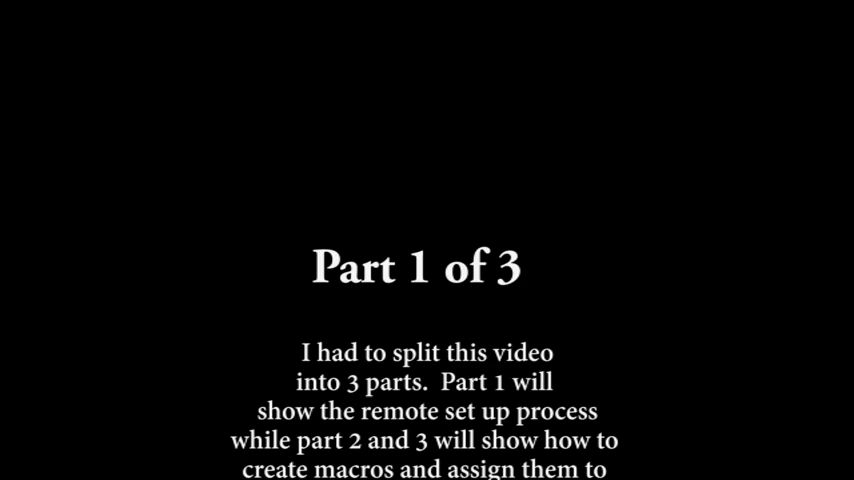 Part 1 of 3
I had to split this video
into 3 parts.  Part 1 will
show the remote set up process
while part 2 and 3 will show how to
create macros and assign them to